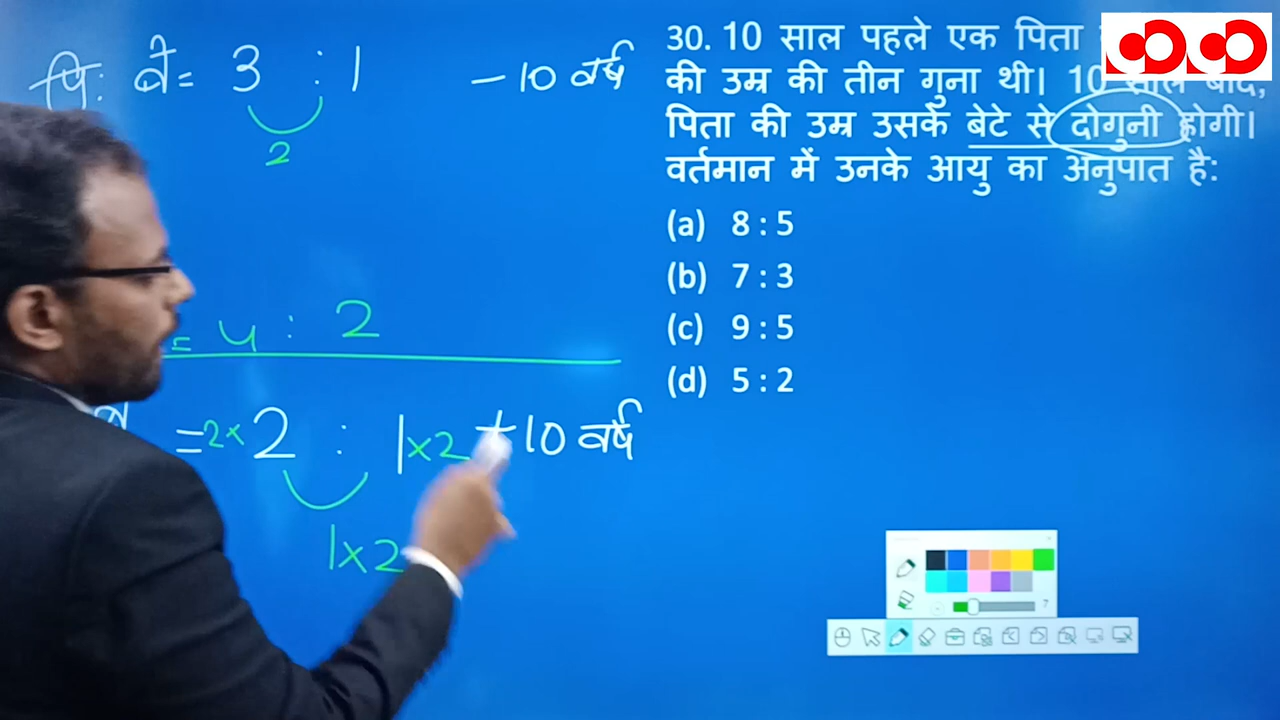 पि: बे = 3 : 1 – 10 वर्ष
2
= 4 : 2
= 2× 2 : 1×2 + 10 वर्ष
1×2
30. 10 साल पहले एक पिता
की उम्र की तीन गुना थी। 10 साल बाद,
पिता की उम्र उसके बेटे से दोगुनी होगी।
वर्तमान में उनके आयु का अनुपात है:
(a) 8 : 5
(b) 7 : 3
(c) 9 : 5
(d) 5 : 2
7